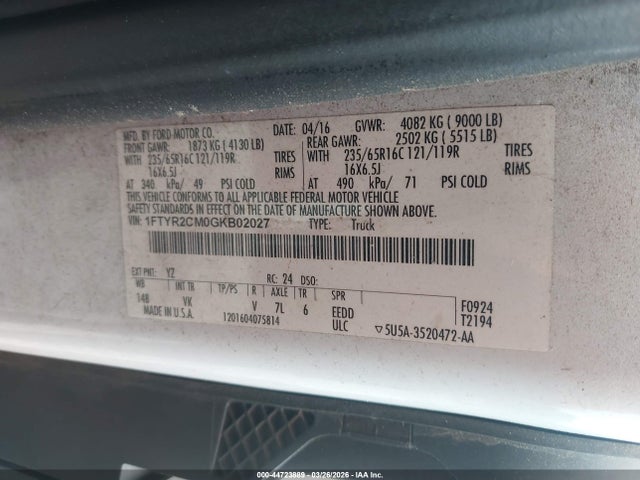 MFD. BY FORD MOTOR CO. DATE: 04/16 GVWR: 4082 KG ( 9000 LB)
FRONT GAWR: 1873 KG ( 4130 LB) REAR GAWR: 2502 KG ( 5515 LB)
WITH 235/65R16C 121/119R TIRES WITH 235/65R16C 121/119R TIRES
16X6.5J RIMS 16X6.5J RIMS
AT 340 kPa/ 49 PSI COLD AT 490 kPa/ 71 PSI COLD
THIS VEHICLE CONFORMS TO ALL APPLICABLE FEDERAL MOTOR VEHICLE
SAFETY STANDARDS IN EFFECT ON THE DATE OF MANUFACTURE SHOWN ABOVE.
VIN: 1FTYR2CM0GKB02027 TYPE: Truck
EXT PNT: YZ RC: 24 DSO:
WB INT TR TP/PS R AXLE TR SPR
148 VK V 7L 6 EEDD F0924
ULC T2194
MADE IN U.S.A. 1201604075814 ▽5U5A-3520472-AA
000-44723889 - 03/26/2026 - IAA Inc.